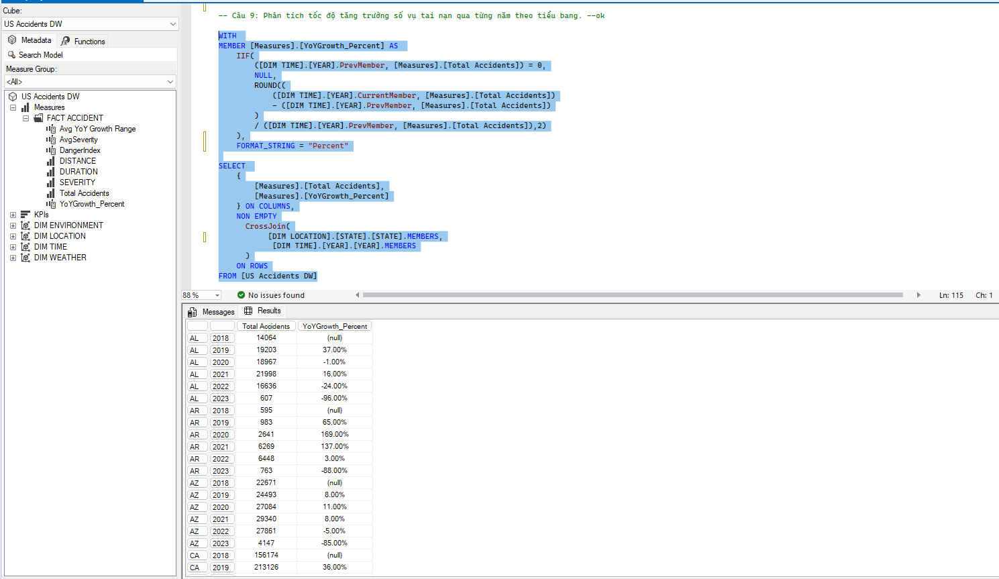 Cube:
US Accidents DW
Metadata
Functions
Search Model
Measure Group:
<All>
US Accidents DW
Measures
FACT ACCIDENT
Avg YoY Growth Range
AvgSeverity
DangerIndex
DISTANCE
DURATION
SEVERITY
Total Accidents
YoYGrowth_Percent
KPIs
DIM ENVIRONMENT
DIM LOCATION
DIM TIME
DIM WEATHER
-- Câu 9: Phân tích tốc độ tăng trưởng số vụ tai nạn qua từng năm theo tiểu bang. --ok
WITH
MEMBER [Measures].[YoYGrowth_Percent] AS
IIF(
([DIM TIME].[YEAR].PrevMember, [Measures].[Total Accidents]) = 0,
NULL,
ROUND((
([DIM TIME].[YEAR].CurrentMember, [Measures].[Total Accidents])
- ([DIM TIME].[YEAR].PrevMember, [Measures].[Total Accidents])
)
/ ([DIM TIME].[YEAR].PrevMember, [Measures].[Total Accidents]),2)
),
FORMAT_STRING = "Percent"
SELECT
{
[Measures].[Total Accidents],
[Measures].[YoYGrowth_Percent]
} ON COLUMNS,
NON EMPTY
CrossJoin(
[DIM LOCATION].[STATE].[STATE].MEMBERS,
[DIM TIME].[YEAR].[YEAR].MEMBERS
)
ON ROWS
FROM [US Accidents DW]
88 % No issues found Ln: 115 Ch: 1
Messages Results
Total Accidents YoYGrowth_Percent
AL 2018 14064 (null)
AL 2019 19203 37.00%
AL 2020 18967 -1.00%
AL 2021 21998 16.00%
AL 2022 16636 -24.00%
AL 2023 607 -96.00%
AR 2018 595 (null)
AR 2019 983 65.00%
AR 2020 2641 169.00%
AR 2021 6269 137.00%
AR 2022 6448 3.00%
AR 2023 763 -88.00%
AZ 2018 22671 (null)
AZ 2019 24493 8.00%
AZ 2020 27084 11.00%
AZ 2021 29340 8.00%
AZ 2022 27861 -5.00%
AZ 2023 4147 -85.00%
CA 2018 156174 (null)
CA 2019 213126 36.00%